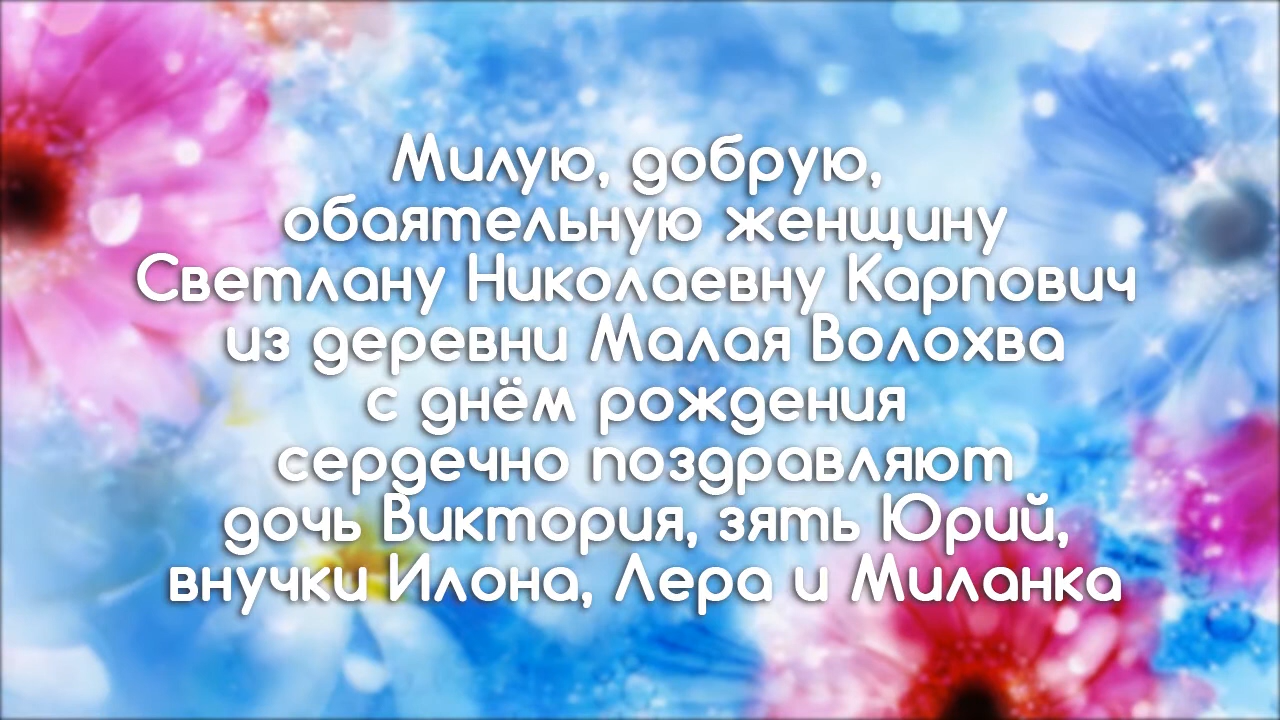 Милую, добрую,
обаятельную женщину
Светлану Николаевну Карпович
из деревни Малая Волохва
с днём рождения
сердечно поздравляют
дочь Виктория, зять Юрий,
внучки Илона, Лера и Миланка